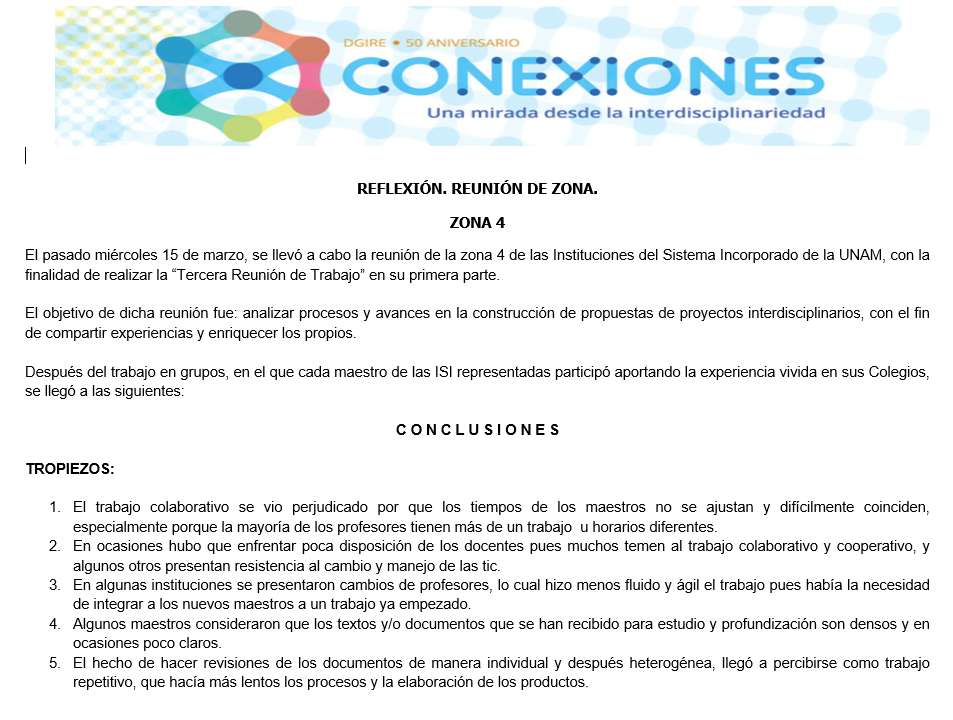 DGIRE • 50 ANIVERSARIO
CONEXIONES
Una mirada desde la interdisciplinariedad
REFLEXIÓN. REUNIÓN DE ZONA.
ZONA 4
El pasado miércoles 15 de marzo, se llevó a cabo la reunión de la zona 4 de las Instituciones del Sistema Incorporado de la UNAM, con la
finalidad de realizar la “Tercera Reunión de Trabajo” en su primera parte.
El objetivo de dicha reunión fue: analizar procesos y avances en la construcción de propuestas de proyectos interdisciplinarios, con el fin
de compartir experiencias y enriquecer los propios.
Después del trabajo en grupos, en el que cada maestro de las ISI representadas participó aportando la experiencia vivida en sus Colegios,
se llegó a las siguientes:
C O N C L U S I O N E S
TROPIEZOS:
1. El trabajo colaborativo se vio perjudicado por que los tiempos de los maestros no se ajustan y difícilmente coinciden,
especialmente porque la mayoría de los profesores tienen más de un trabajo u horarios diferentes.
2. En ocasiones hubo que enfrentar poca disposición de los docentes pues muchos temen al trabajo colaborativo y cooperativo, y
algunos otros presentan resistencia al cambio y manejo de las tic.
3. En algunas instituciones se presentaron cambios de profesores, lo cual hizo menos fluido y ágil el trabajo pues había la necesidad
de integrar a los nuevos maestros a un trabajo ya empezado.
4. Algunos maestros consideraron que los textos y/o documentos que se han recibido para estudio y profundización son densos y en
ocasiones poco claros.
5. El hecho de hacer revisiones de los documentos de manera individual y después heterogénea, llegó a percibirse como trabajo
repetitivo, que hacía más lentos los procesos y la elaboración de los productos.